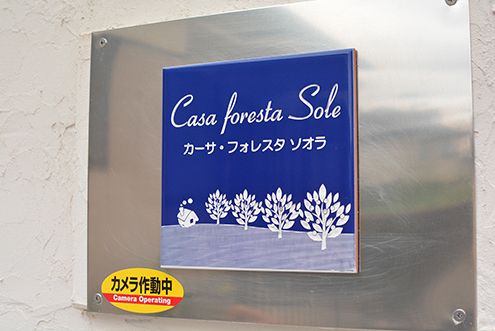 Casa foresta Sole
カーサ・フォレスタ ソオラ
カメラ作動中
Camera Operating